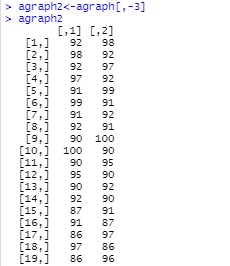 > agraph2<-agraph[,-3]
> agraph2
[,1] [,2]
[1,] 92 98
[2,] 98 92
[3,] 92 97
[4,] 97 92
[5,] 91 99
[6,] 99 91
[7,] 91 92
[8,] 92 91
[9,] 90 100
[10,] 100 90
[11,] 90 95
[12,] 95 90
[13,] 90 92
[14,] 92 90
[15,] 87 91
[16,] 91 87
[17,] 86 97
[18,] 97 86
[19,] 86 96